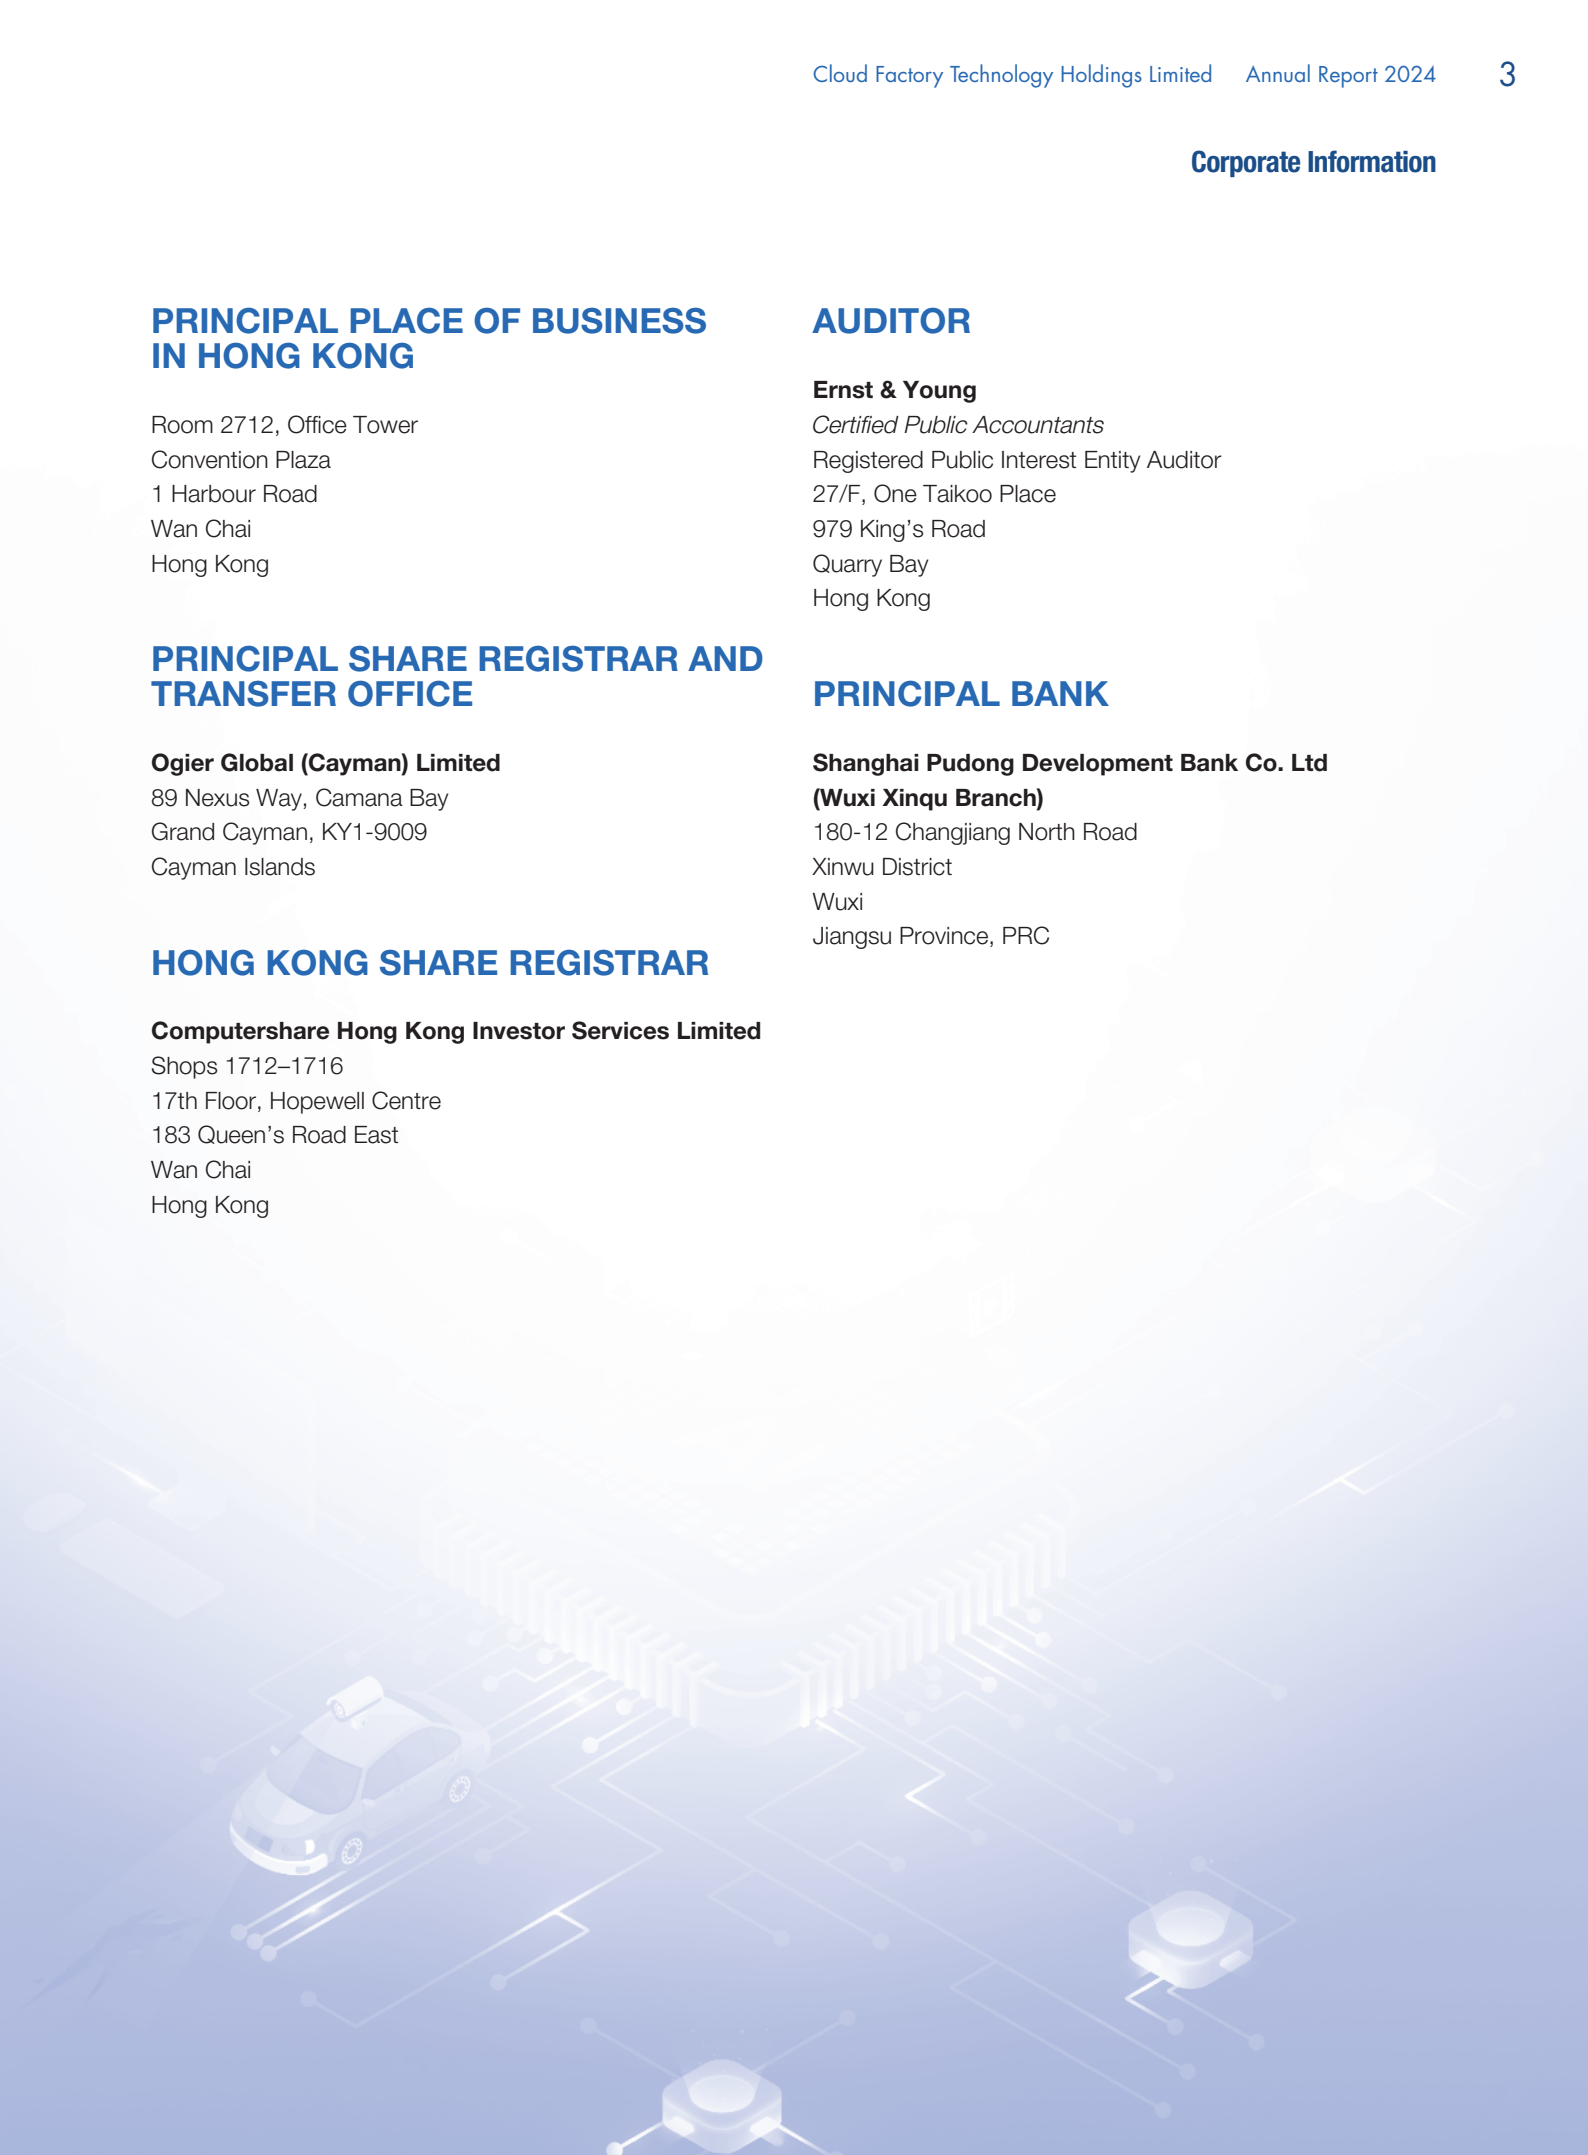 Cloud Factory Technology Holdings Limited Annual Report 2024 3
Corporate Information
PRINCIPAL PLACE OF BUSINESS
IN HONG KONG
Room 2712, Office Tower
Convention Plaza
1 Harbour Road
Wan Chai
Hong Kong
PRINCIPAL SHARE REGISTRAR AND
TRANSFER OFFICE
Ogier Global (Cayman) Limited
89 Nexus Way, Camana Bay
Grand Cayman, KY1-9009
Cayman Islands
HONG KONG SHARE REGISTRAR
Computershare Hong Kong Investor Services Limited
Shops 1712–1716
17th Floor, Hopewell Centre
183 Queen’s Road East
Wan Chai
Hong Kong
AUDITOR
Ernst & Young
Certified Public Accountants
Registered Public Interest Entity Auditor
27/F, One Taikoo Place
979 King’s Road
Quarry Bay
Hong Kong
PRINCIPAL BANK
Shanghai Pudong Development Bank Co. Ltd
(Wuxi Xinqu Branch)
180-12 Changjiang North Road
Xinwu District
Wuxi
Jiangsu Province, PRC